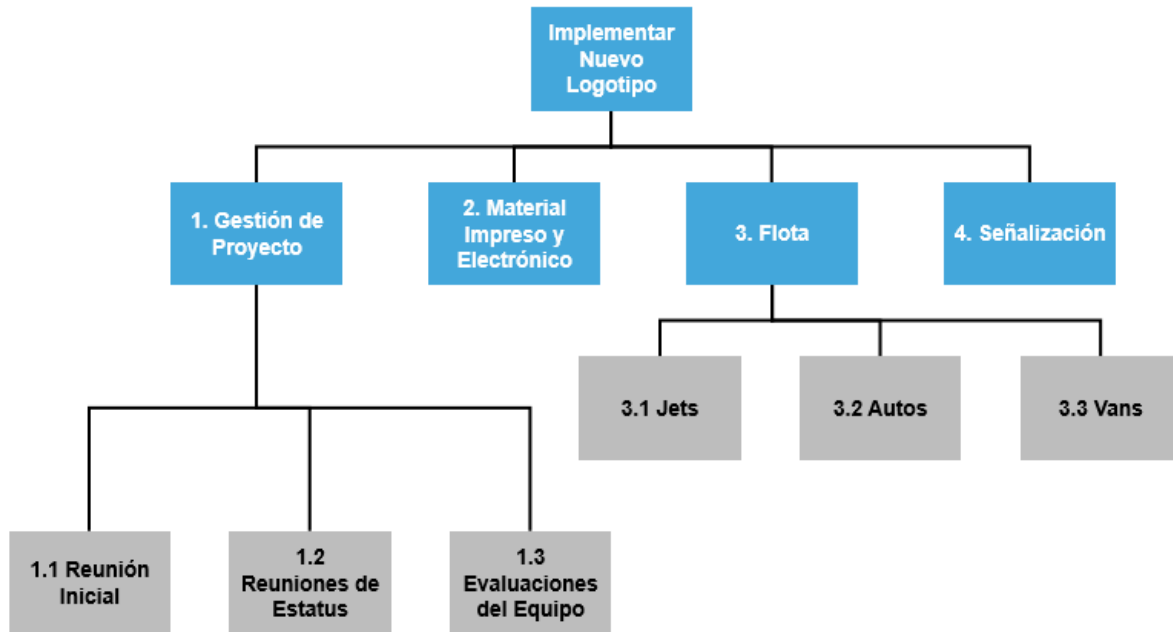 Implementar
Nuevo
Logotipo
1. Gestión de
Proyecto
2. Material
Impreso y
Electrónico
3. Flota
4. Señalización
3.1 Jets
3.2 Autos
3.3 Vans
1.1 Reunión
Inicial
1.2
Reuniones de
Estatus
1.3
Evaluaciones
del Equipo